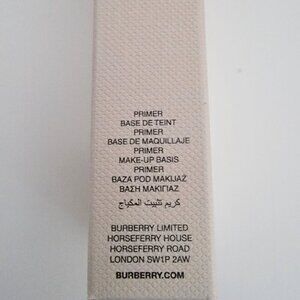 PRIMER
BASE DE TEINT
PRIMER
BASE DE MAQUILLAJE
PRIMER
MAKE-UP BASIS
PRIMER
BAZA POD MAKIJAŻ
ΒΑΣΗ ΜΑΚΙΓΙΑΖ
كريم تثبيت المكياج
BURBERRY LIMITED
HORSEFERRY HOUSE
HORSEFERRY ROAD
LONDON SW1P 2AW
BURBERRY.COM